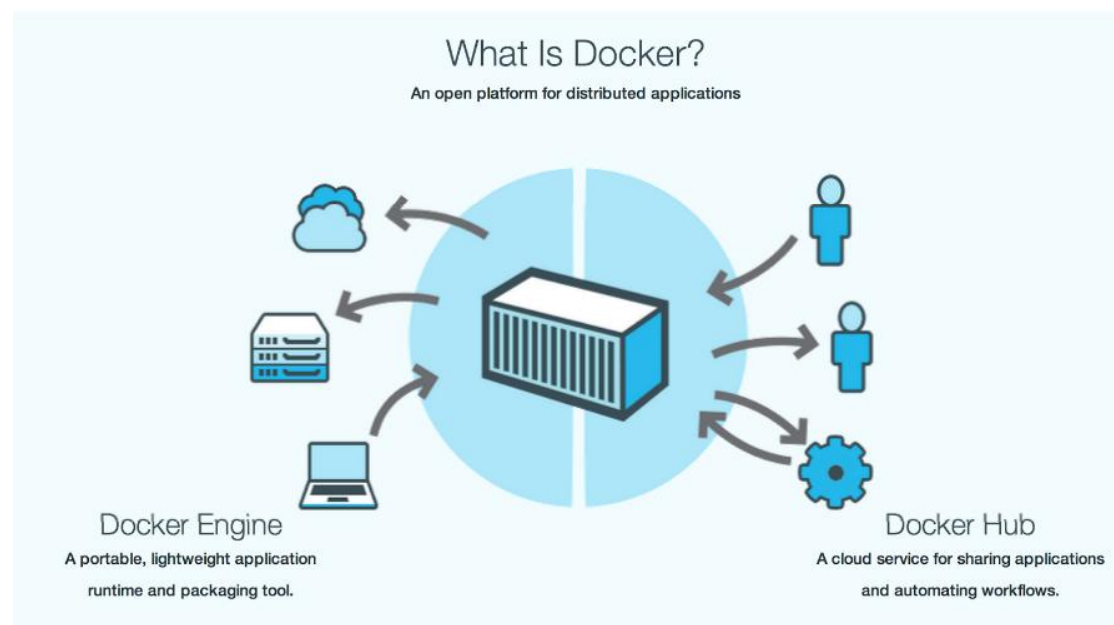 What Is Docker?
An open platform for distributed applications
Docker Engine
A portable, lightweight application
runtime and packaging tool.
Docker Hub
A cloud service for sharing applications
and automating workflows.